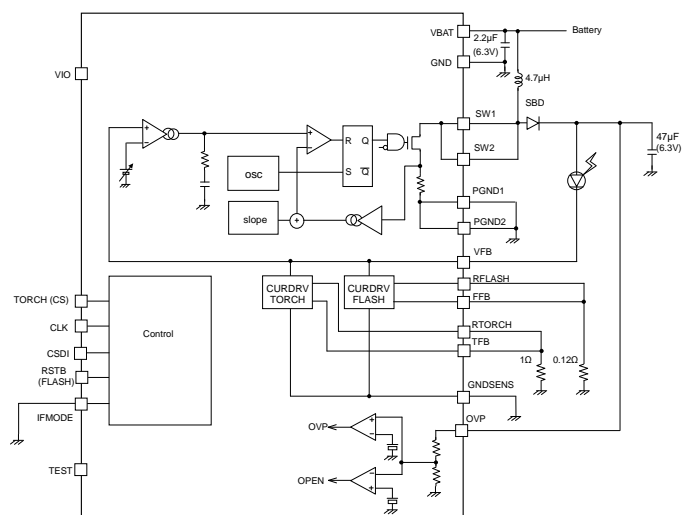 VBAT
2.2μF
(6.3V)
Battery
GND
VIO
4.7μH
SBD
SW1
47μF
(6.3V)
+
−
+
−
R Q
S Q
SW2
osc
slope
+
PGND1
PGND2
VFB
CURDRV
TORCH
CURDRV
FLASH
RFLASH
FFB
TORCH (CS)
CLK
Control
RTORCH
CSDI
TFB
RSTB
(FLASH)
1Ω
0.12Ω
GNDSENS
IFMODE
OVP
OVP
+
−
TEST
OPEN
−
+